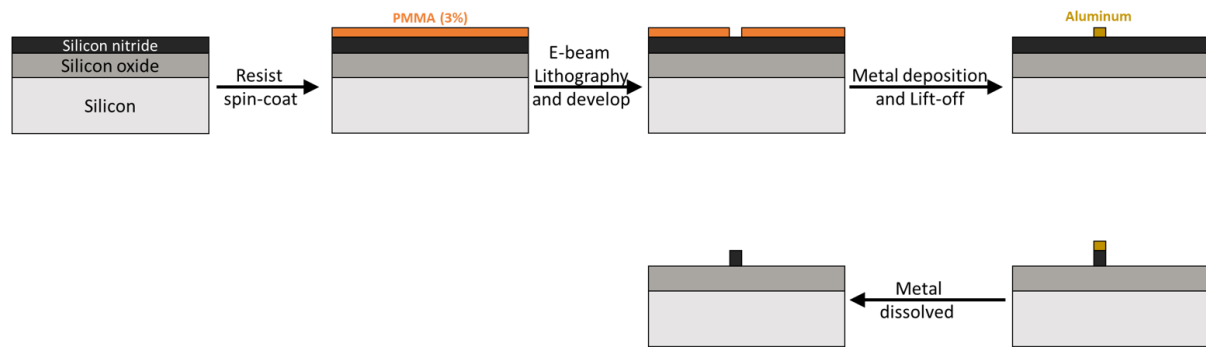 PMMA (3%)
Aluminum
Silicon nitride
Silicon oxide
Silicon
Resist
spin-coat
E-beam
Lithography
and develop
Metal deposition
and Lift-off
Metal
dissolved